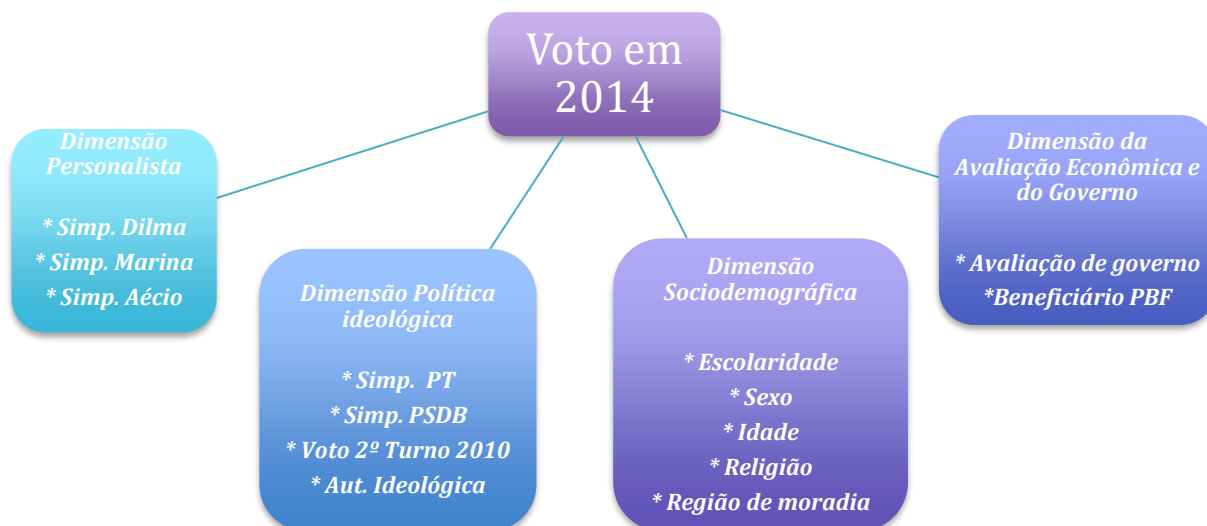 Voto em
2014
Dimensão
Personalista
* Simp. Dilma
* Simp. Marina
* Simp. Aécio
Dimensão Política
ideológica
* Simp.  PT
* Simp. PSDB
* Voto 2º Turno 2010
* Aut. Ideológica
Dimensão
Sociodemográfica
* Escolaridade
* Sexo
* Idade
* Religião
* Região de moradia
Dimensão da
Avaliação Econômica e
do Governo
* Avaliação de governo
*Beneficiário PBF